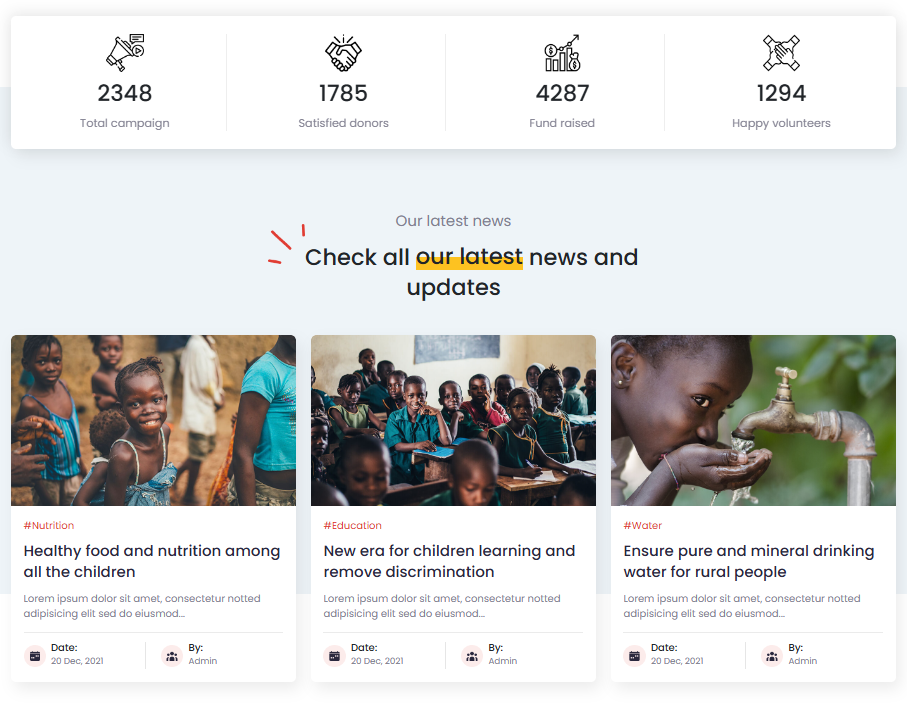 2348
Total campaign
1785
Satisfied donors
4287
Fund raised
1294
Happy volunteers
Our latest news
Check all our latest news and
updates
#Nutrition
Healthy food and nutrition among
all the children
Lorem ipsum dolor sit amet, consectetur notted
adipisicing elit sed do eiusmod...
Date:
20 Dec, 2021
By:
Admin
#Education
New era for children learning and
remove discrimination
Lorem ipsum dolor sit amet, consectetur notted
adipisicing elit sed do eiusmod...
Date:
20 Dec, 2021
By:
Admin
#Water
Ensure pure and mineral drinking
water for rural people
Lorem ipsum dolor sit amet, consectetur notted
adipisicing elit sed do eiusmod...
Date:
20 Dec, 2021
By:
Admin